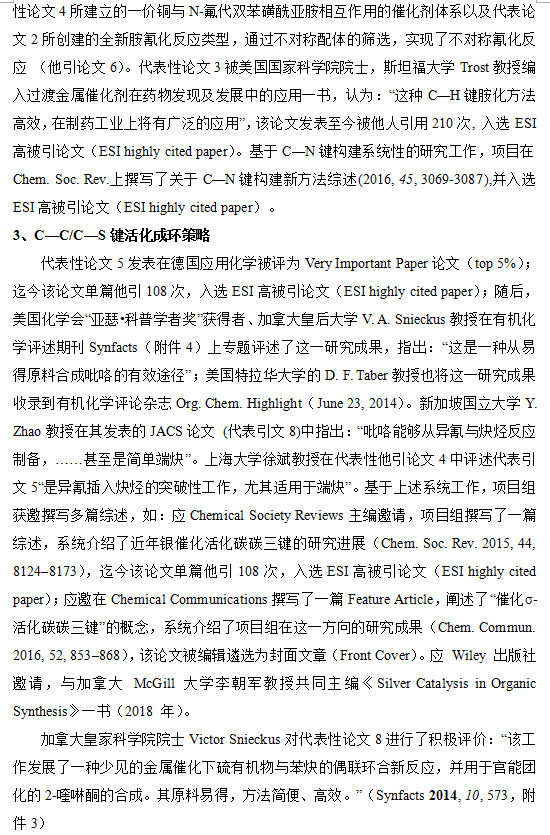 性论文 4 所建立的一价铜与 N-氟代双苯磺酰亚胺相互作用的催化剂体系以及代表论
文 2 所创建的全新胺氰化反应类型，通过不对称配体的筛选，实现了不对称氰化反
应 （他引论文 6）。代表性论文 3 被美国国家科学院院士，斯坦福大学 Trost 教授编
入过渡金属催化剂在药物发现及发展中的应用一书，认为：“这种 C—H 键胺化方法
高效，在制药工业上将有广泛的应用”，该论文发表至今被他人引用 210 次, 入选 ESI
高被引论文（ESI highly cited paper）。基于 C—N 键构建系统性的研究工作，项目在
Chem. Soc. Rev.上撰写了关于 C—N 键构建新方法综述(2016, 45, 3069-3087),并入选
ESI 高被引论文（ESI highly cited paper）。
3、C—C/C—S 键活化成环策略
代表性论文 5 发表在德国应用化学被评为 Very Important Paper 论文（top 5%）；
迄今该论文单篇他引 108 次，入选 ESI 高被引论文（ESI highly cited paper）；随后，
美国化学会“亚瑟•科普学者奖”获得者、加拿大皇后大学 V. A. Snieckus 教授在有机化
学评述期刊 Synfacts（附件 4）上专题评述了这一研究成果，指出：“这是一种从易
得原料合成吡咯的有效途径”；美国特拉华大学的 D. F. Taber 教授也将这一研究成果
收录到有机化学评论杂志 Org. Chem. Highlight（June 23, 2014）。新加坡国立大学 Y.
Zhao 教授在其发表的 JACS 论文 (代表引文 8)中指出：“吡咯能够从异氰与炔烃反应
制备，……甚至是简单端炔”。上海大学徐斌教授在代表性他引论文 4 中评述代表引
文 5“是异氰插入炔烃的突破性工作，尤其适用于端炔”。基于上述系统工作，项目组
获邀撰写多篇综述，如：应 Chemical Society Reviews 主编邀请，项目组撰写了一篇
综述，系统介绍了近年银催化活化碳碳三键的研究进展（Chem. Soc. Rev. 2015, 44,
8124–8173），迄今该论文单篇他引 108 次，入选 ESI 高被引论文（ESI highly cited
paper）；应邀在 Chemical Communications 撰写了一篇 Feature Article，阐述了“催化σ-
活化碳碳三键”的概念，系统介绍了项目组在这一方向的研究成果（Chem. Commun.
2016, 52, 853–868），该论文被编辑遴选为封面文章（Front Cover）。应 Wiley 出版社
邀请，与加拿大 McGill 大学李朝军教授共同主编《Silver Catalysis in Organic
Synthesis》一书（2018 年）。
加拿大皇家科学院院士 Victor Snieckus 对代表性论文 8 进行了积极评价：“该工
作发展了一种少见的金属催化下硫有机物与苯炔的偶联环合新反应，并用于官能团
化的 2-喹啉酮的合成。其原料易得，方法简便、高效。”（Synfacts 2014, 10, 573，附
件 3）